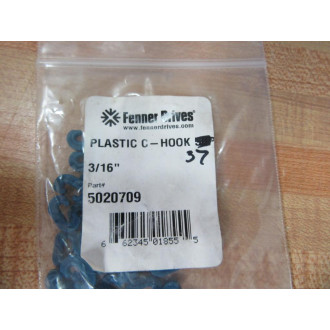 Fenner Drives®
www.fennerdrives.com
PLASTIC C-HOOK
37
3/16"
Part#
5020709
6 62345 01855 5